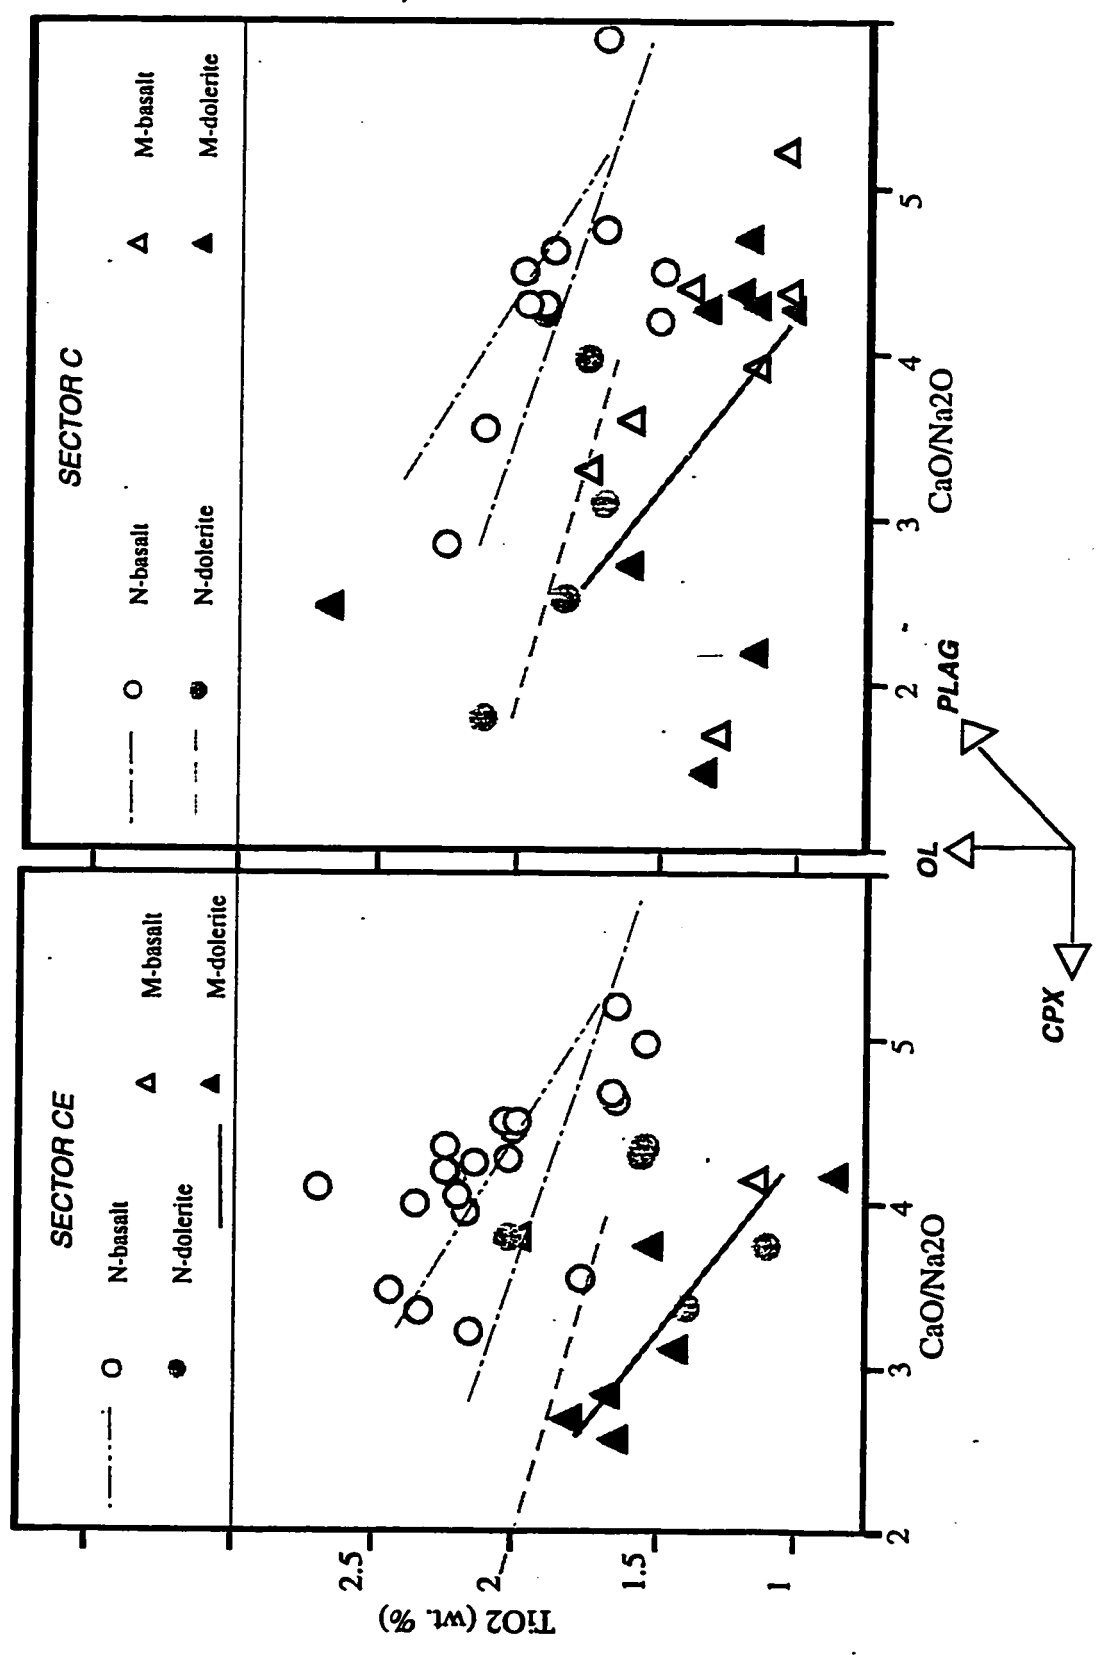 SECTOR CE
N-basalt
M-basalt
N-dolerite
M-dolerite
TiO2 (wt. %)
2.5
2
1.5
1
2
3
4
5
CaO/Na2O
SECTOR C
N-basalt
M-basalt
N-dolerite
M-dolerite
2
3
4
5
CaO/Na2O
CPX
OL
PLAG